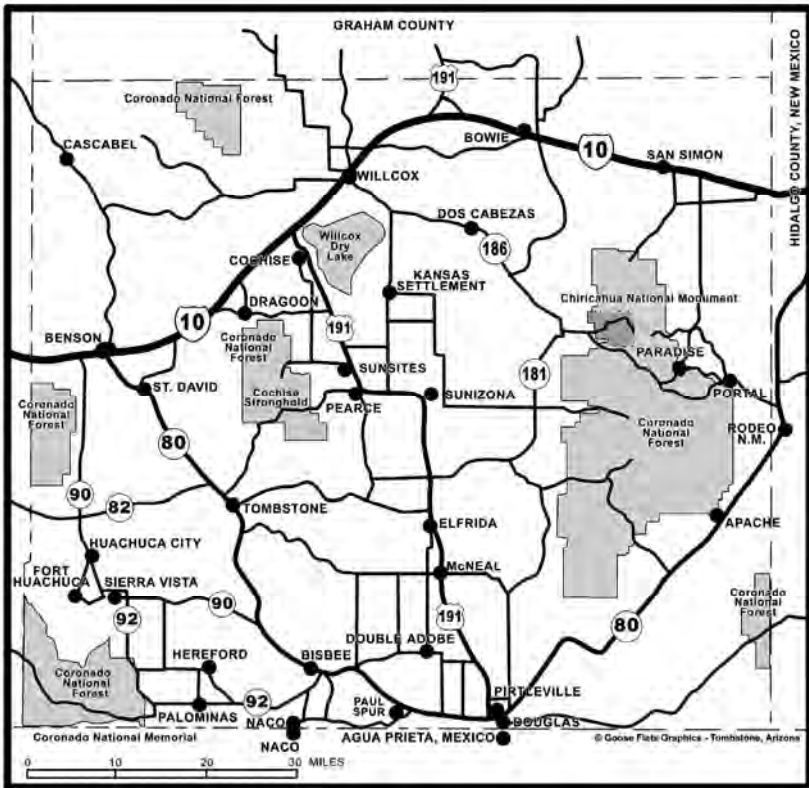 GRAHAM COUNTY
HIDALGO COUNTY, NEW MEXICO
191
Coronado National Forest
CASCABEL
BOWIE
10
SAN SIMON
WILLCOX
DOS CABEZAS
186
Willcox
Dry
Lake
COCHISE
KANSAS
SETTLEMENT
Chiricahua National Monument
DRAGOON
10
191
BENSON
Coronado
National
Forest
SUNSITES
PARADISE
181
ST. DAVID
Cochise
Stronghold
PEARCE
SUNIZONA
PORTAL
Coronado
National
Forest
Coronado
National
Forest
RODEO
N.M.
80
90
82
TOMBSTONE
ELFRIDA
APACHE
HUACHUCA CITY
McNEAL
FORT
HUACHUCA
SIERRA VISTA
90
92
191
80
Coronado
National
Forest
DOUBLE ADOBE
HEREFORD
BISBEE
Coronado
National
Forest
92
PALOMINAS
PAUL
SPUR
PIRTLEVILLE
NACO
DOUGLAS
NACO
AGUA PRIETA, MEXICO
Coronado National Memorial
© Goose Flats Graphics - Tombstone, Arizona
0 10 20 30 MILES